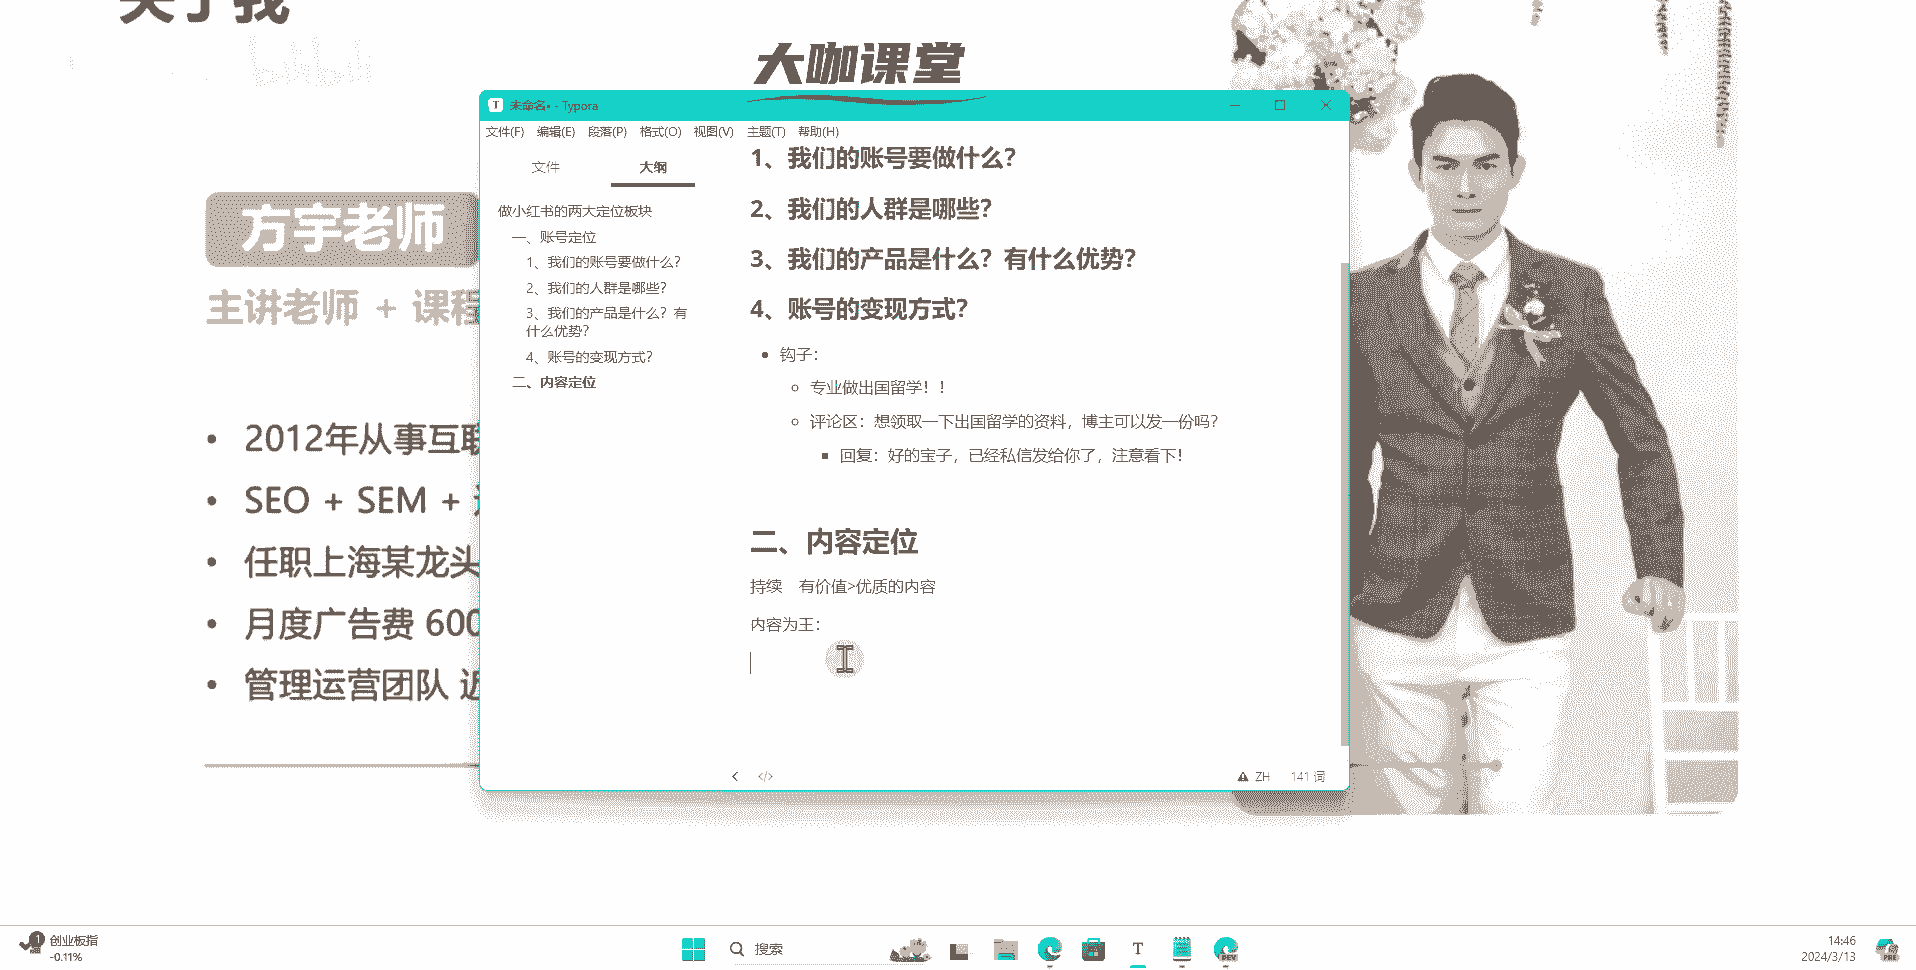 关于我
bilibili
大咖课堂
方宇老师
主讲老师 + 课程
2012年从事互联
SEO + SEM +
任职上海某龙头
月度广告费 600
管理运营团队 近
未命名• - Typora
文件(F) 编辑(E) 段落(P) 格式(O) 视图(V) 主题(T) 帮助(H)
文件 大纲
做小红书的两大定位板块
一、账号定位
1、我们的账号要做什么？
2、我们的人群是哪些？
3、我们的产品是什么？有
什么优势？
4、账号的变现方式？
二、内容定位
1、我们的账号要做什么？
2、我们的人群是哪些？
3、我们的产品是什么？有什么优势？
4、账号的变现方式？
钩子：
专业做出国留学！！
评论区：想领取一下出国留学的资料，博主可以发一份吗？
回复：好的宝子，已经私信发给你了，注意看下！
二、内容定位
持续 有价值>优质的内容
内容为王：
ZH 141 词
1 创业板指
-0.11%
搜索
T
DEV
14:46
2024/3/13
PRE